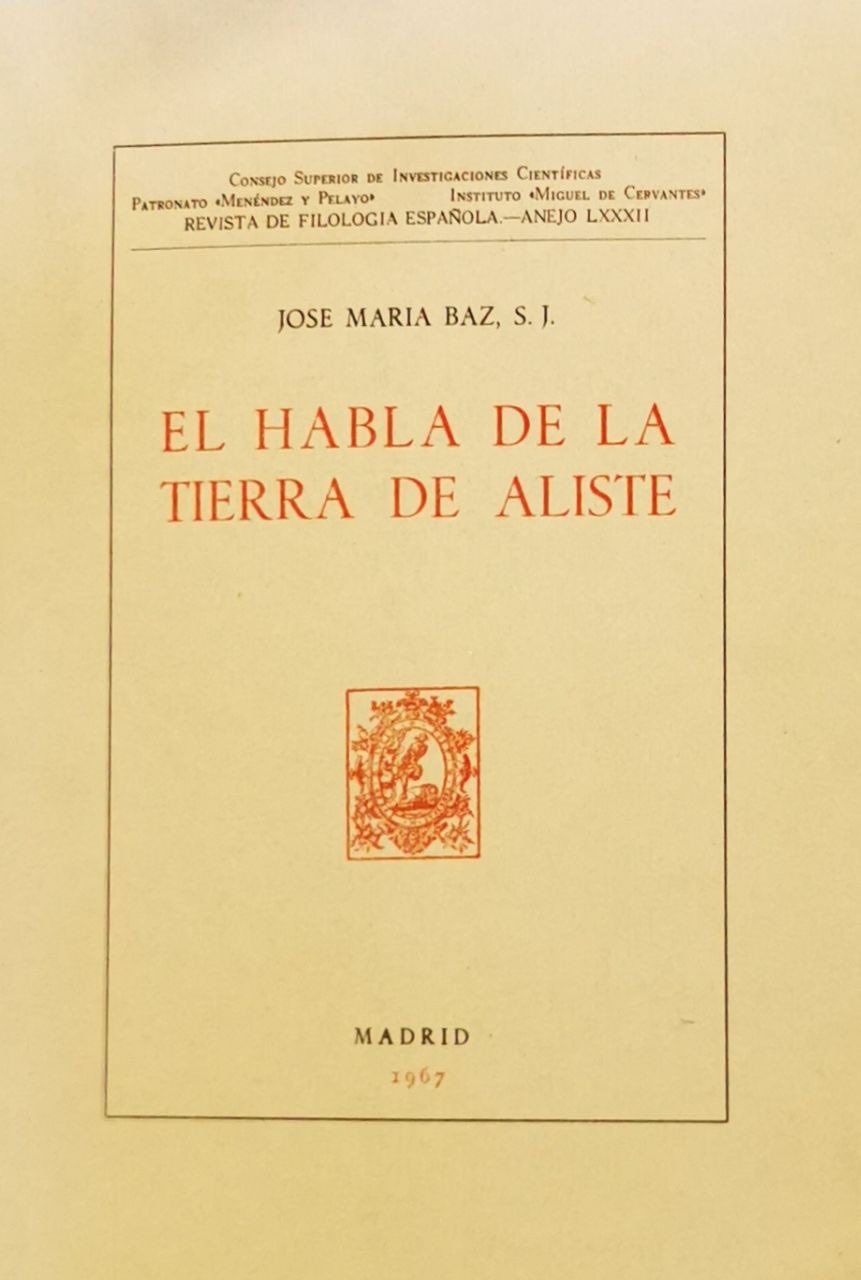 Consejo Superior de Investigaciones Científicas
Patronato «Menéndez y Pelayo» Instituto «Miguel de Cervantes»
REVISTA DE FILOLOGIA ESPAÑOLA.—ANEJO LXXXII
JOSE MARIA BAZ, S. J.
EL HABLA DE LA
TIERRA DE ALISTE
MADRID
1967